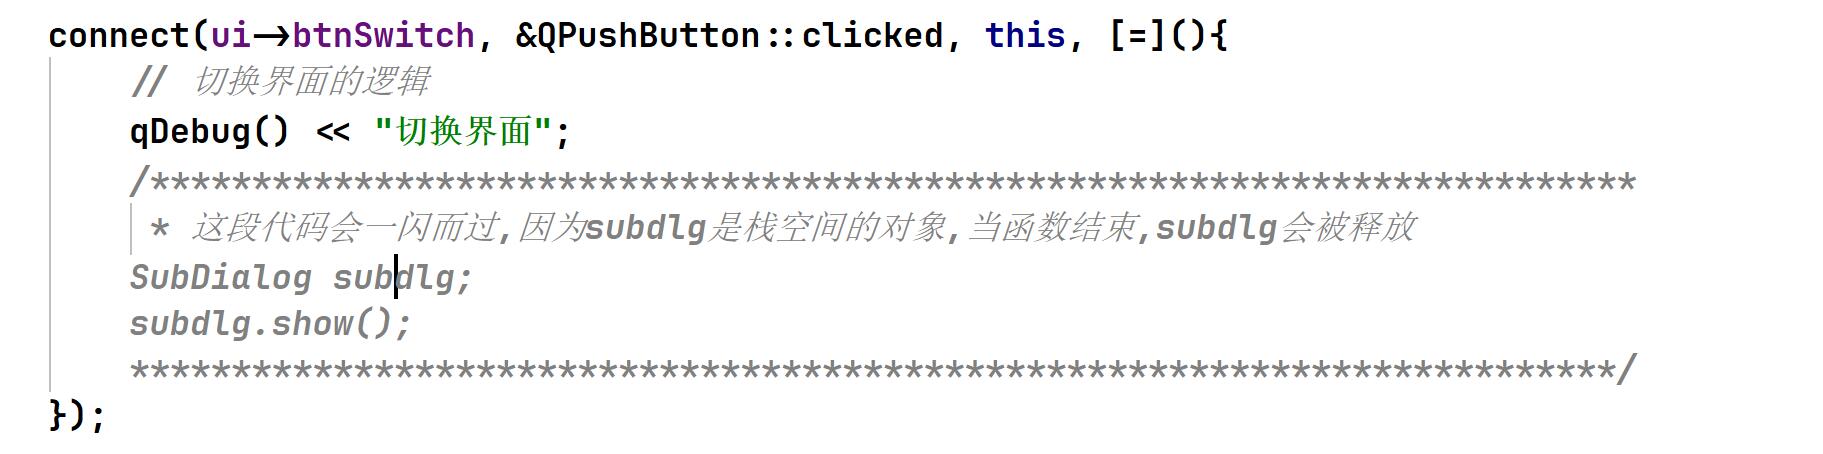 connect(ui->btnSwitch, &QPushButton::clicked, this, [=](){
// 切换界面的逻辑
qDebug() << "切换界面";
/*************************************************************************
* 这段代码会一闪而过,因为subdlg是栈空间的对象,当函数结束,subdlg会被释放
SubDialog subdlg;
subdlg.show();
*************************************************************************/
});